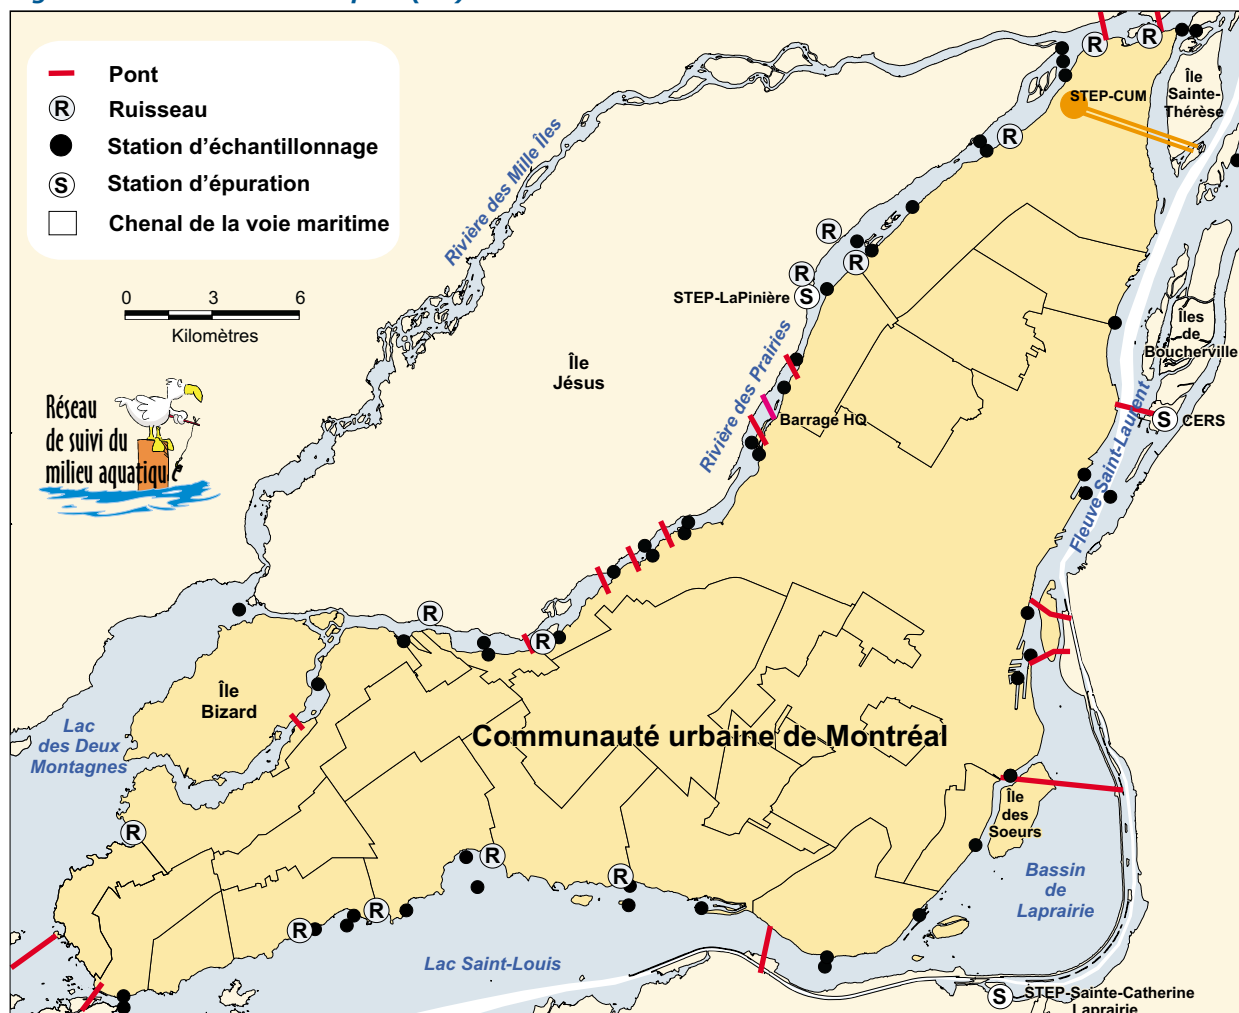 Pont
R Ruisseau
Station d'échantillonnage
S Station d'épuration
Chenal de la voie maritime
0 3 6
Kilomètres
Réseau
de suivi du
milieu aquatique
Rivière des Mille Îles
Île
Jésus
Rivière des Prairies
STEP-LaPinière
S
Barrage HQ
STEP-CUM
Île
Sainte-
Thérèse
Îles
de
Boucherville
S CERS
Fleuve Saint-Laurent
R
R
R
R
R
R
R
R
Île
Bizard
Lac
des Deux
Montagnes
Communauté urbaine de Montréal
Île
des
Soeurs
Bassin
de
Laprairie
R
R
R
R
R
Lac Saint-Louis
S STEP-Sainte-Catherine
Laprairie